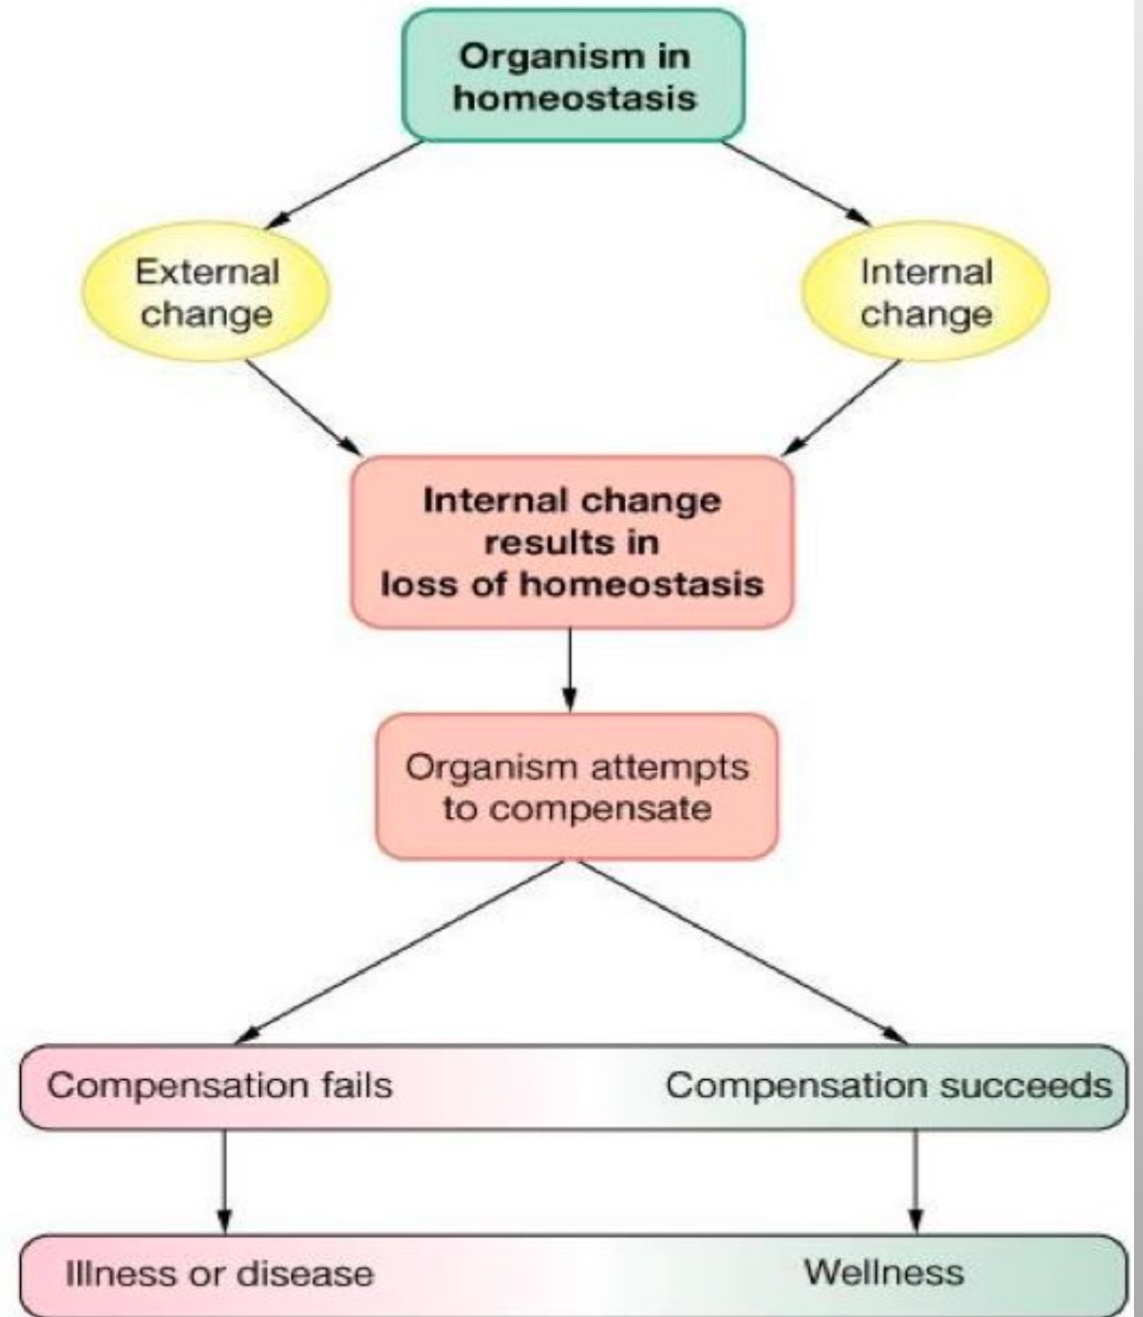 Organism in
homeostasis
External
change
Internal
change
Internal change
results in
loss of homeostasis
Organism attempts
to compensate
Compensation fails
Compensation succeeds
Illness or disease
Wellness